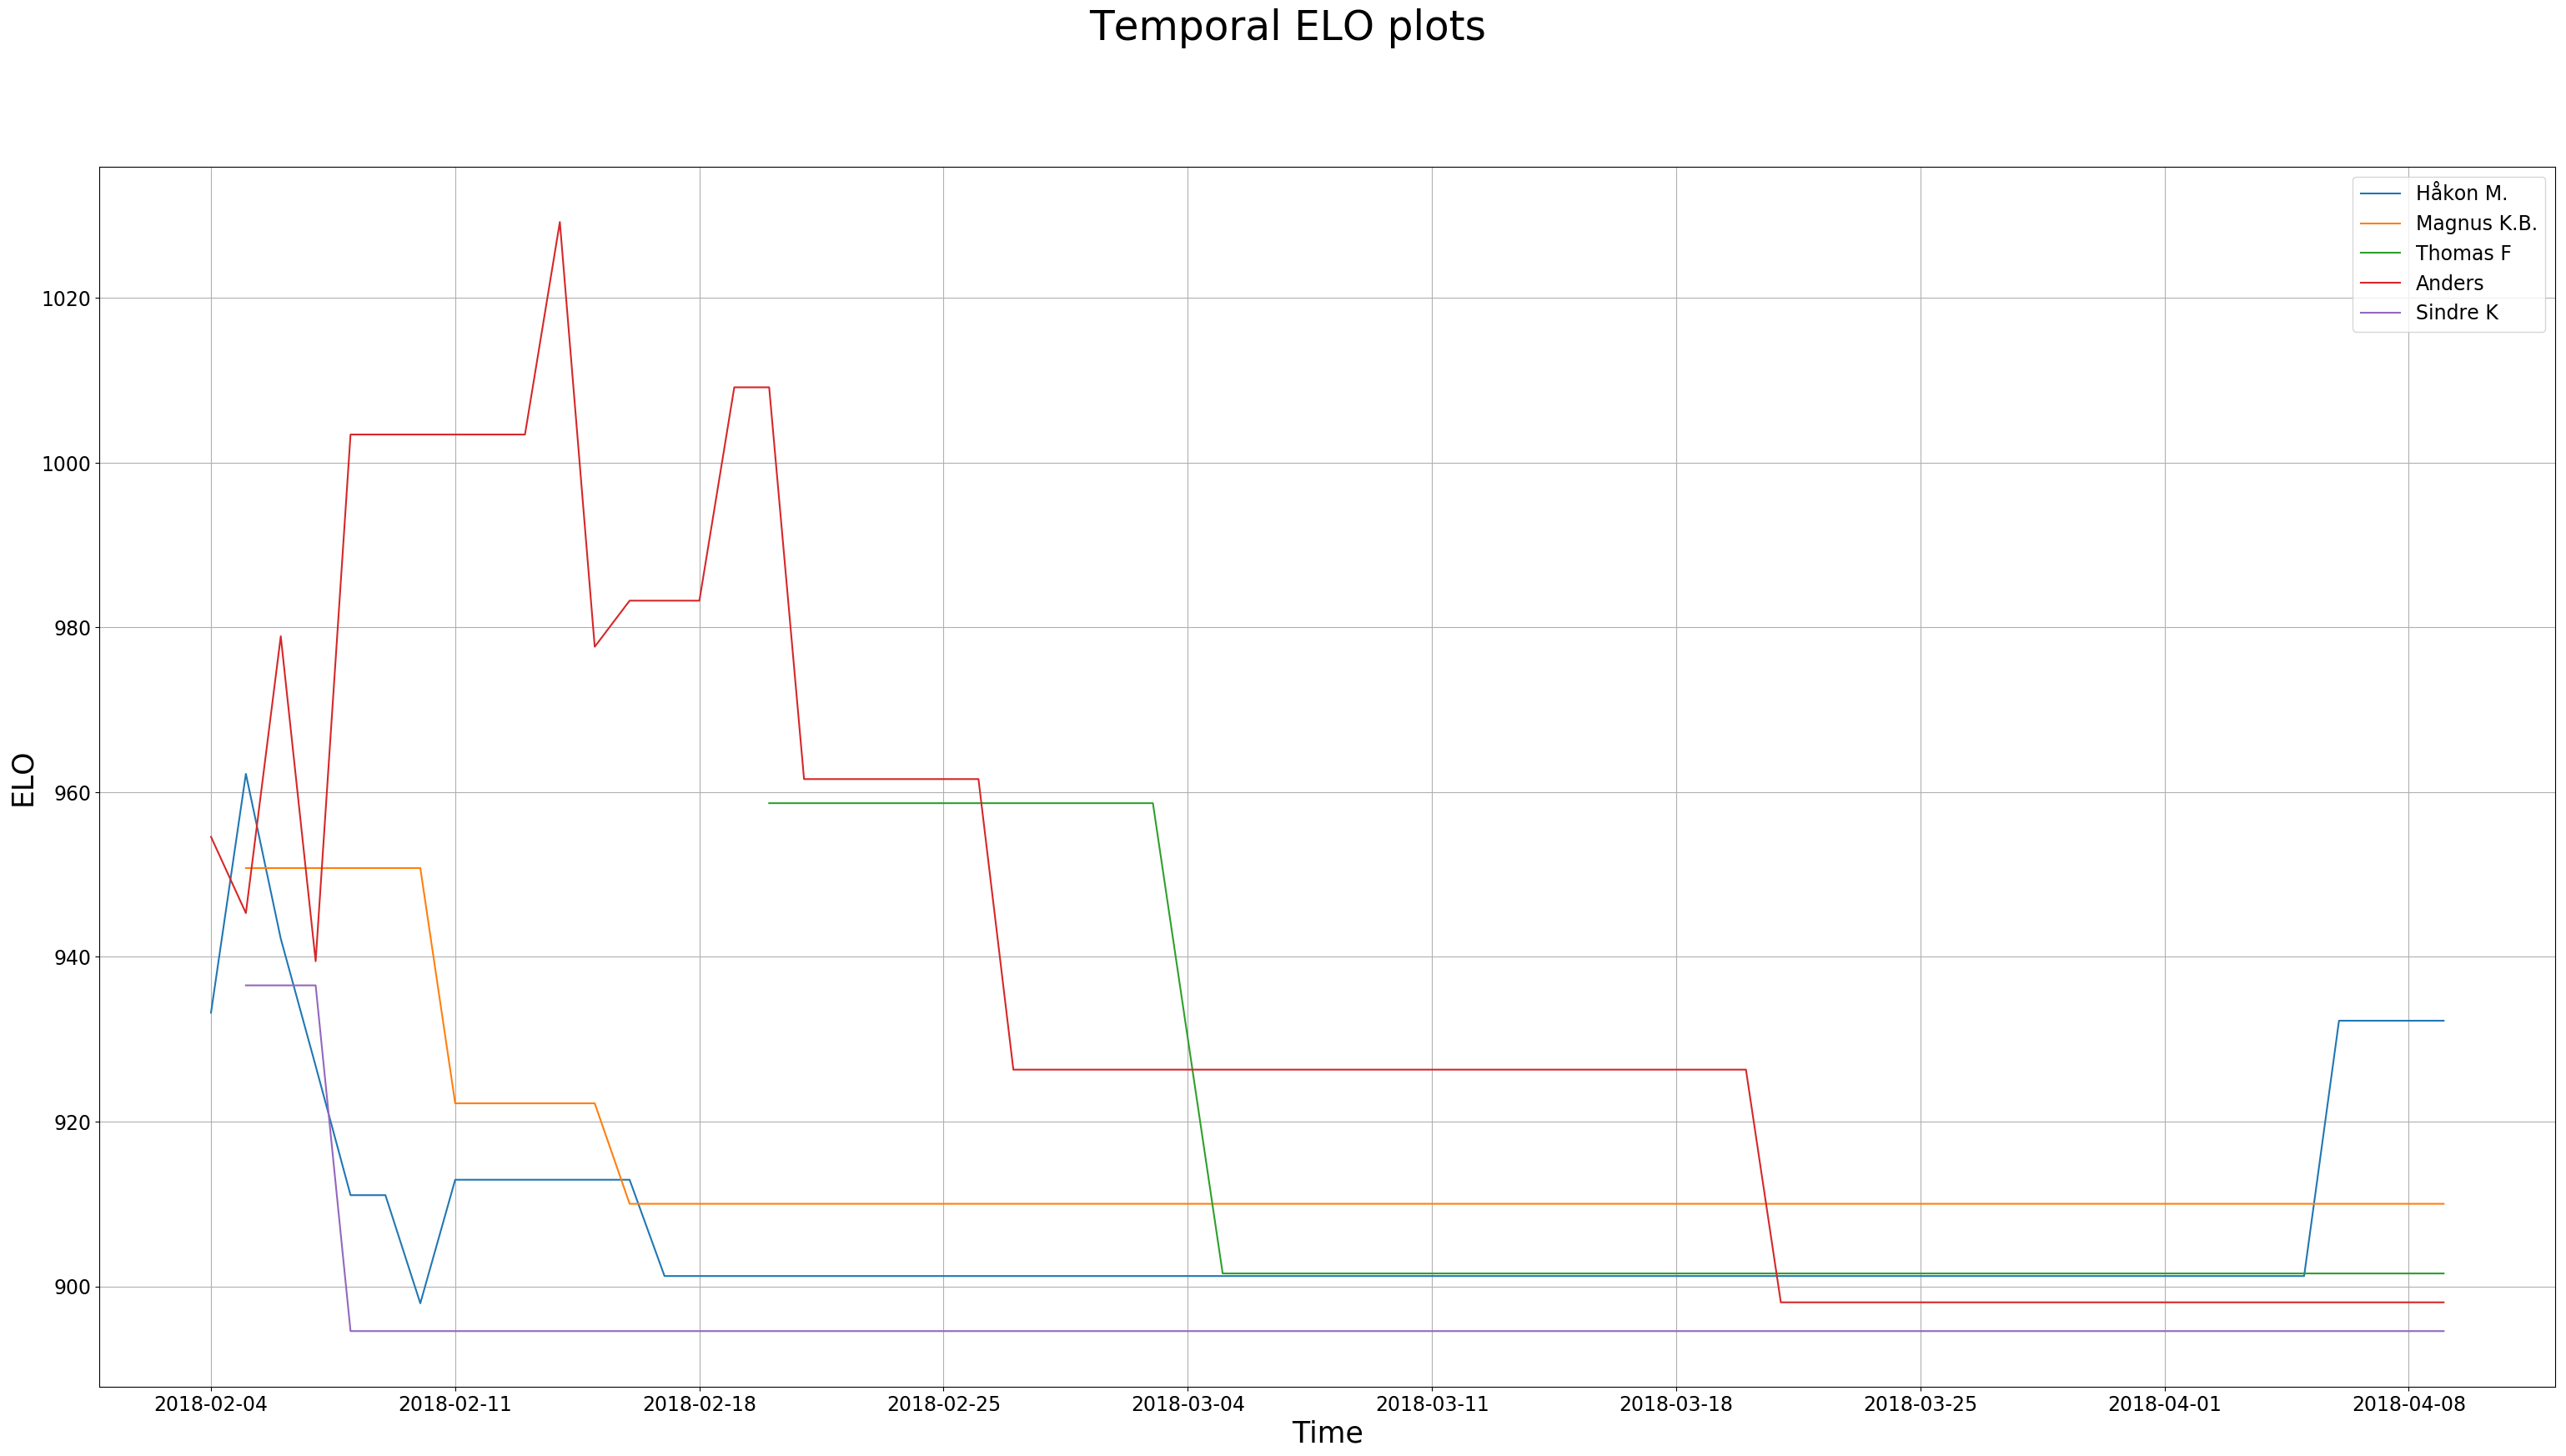 Temporal ELO plots
Håkon M.
Magnus K.B.
Thomas F
Anders
Sindre K
1020
1000
980
960
940
920
900
ELO
2018-02-04 2018-02-11 2018-02-18 2018-02-25 2018-03-04 2018-03-11 2018-03-18 2018-03-25 2018-04-01 2018-04-08
Time